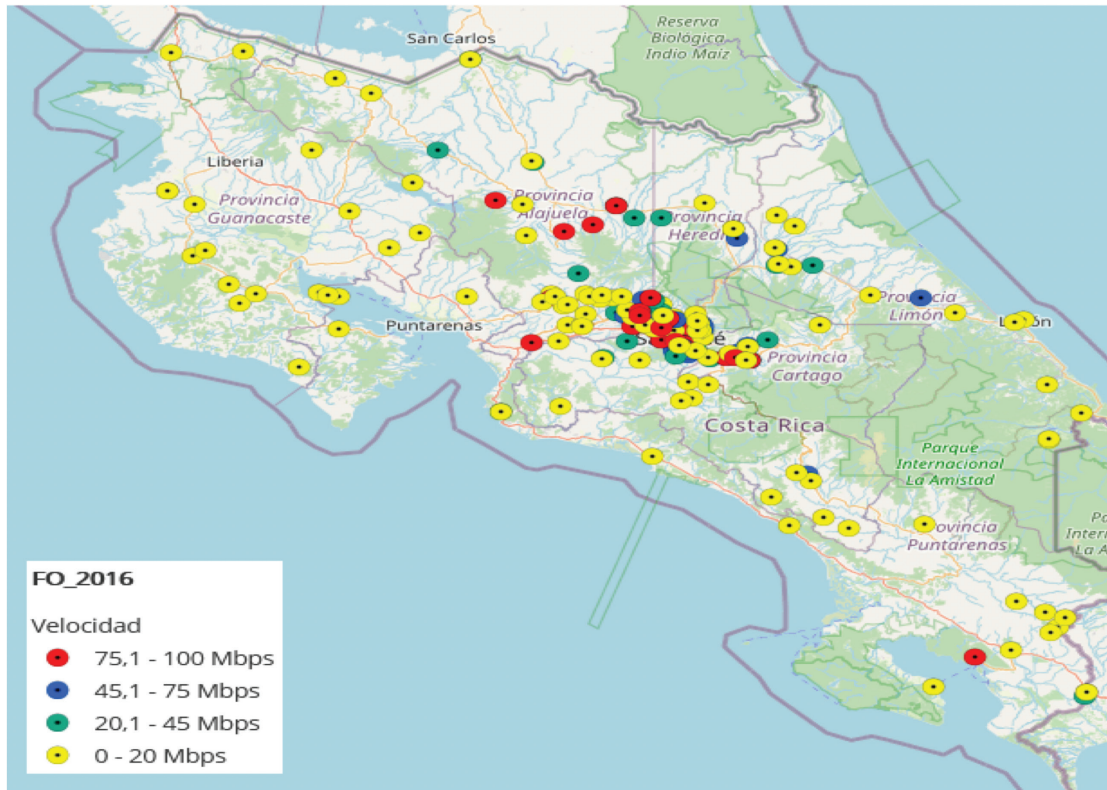 San Carlos
Reserva
Biológica
Indio Maíz
Liberia
Provincia
Guanacaste
Provincia
Alajuela
Provincia
Heredia
Provincia
Limón
Limón
Puntarenas
San José
Provincia
Cartago
Costa Rica
Parque
Internacional
La Amistad
Provincia
Puntarenas
FO_2016
Velocidad
75,1 - 100 Mbps
45,1 - 75 Mbps
20,1 - 45 Mbps
0 - 20 Mbps